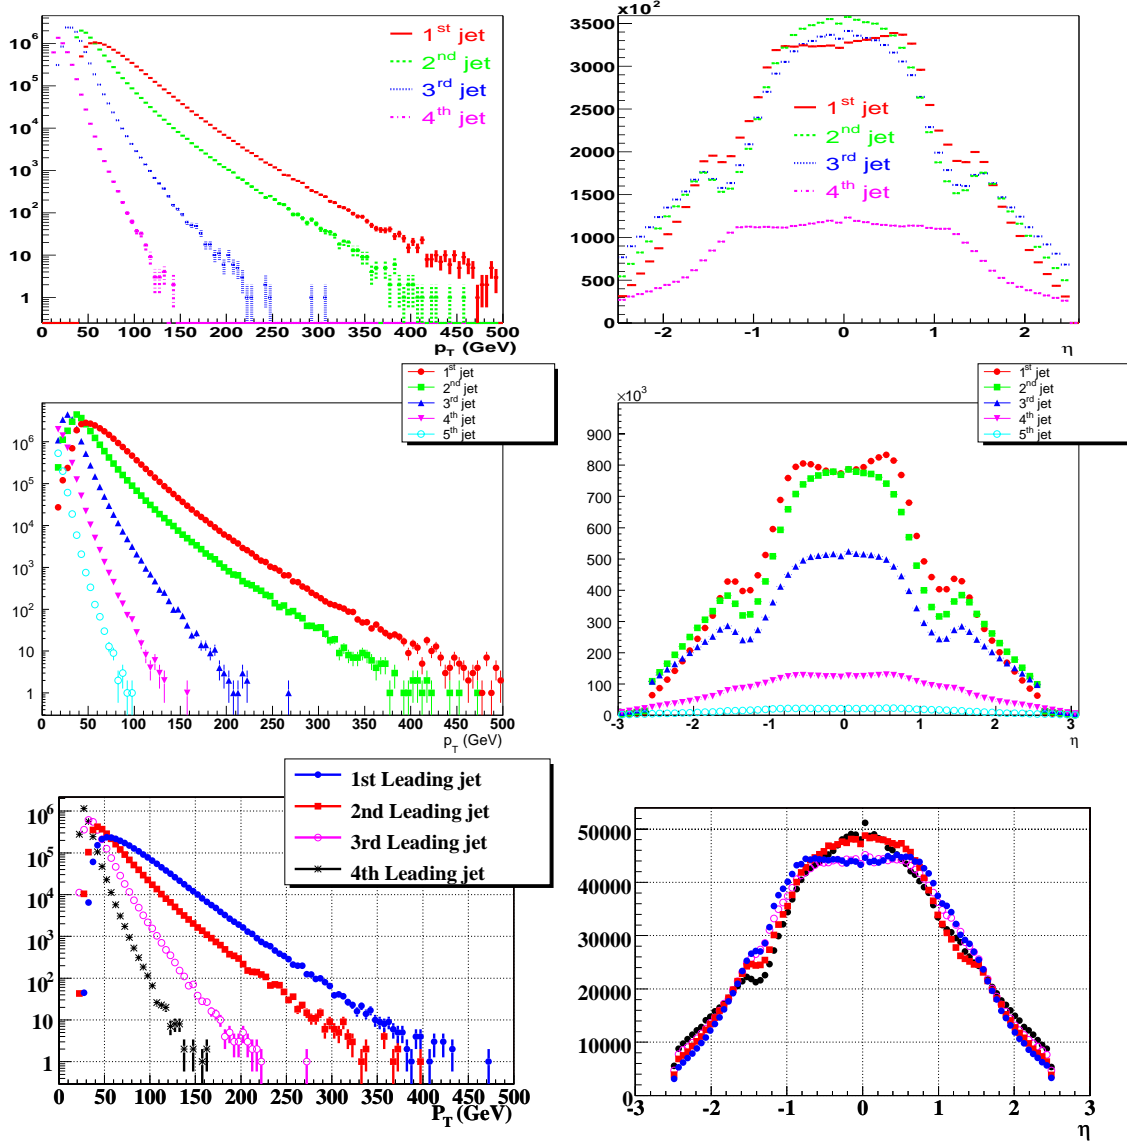 ×10²
10⁶
10⁵
10⁴
10³
10²
10
1
1ˢᵗ jet
2ⁿᵈ jet
3ʳᵈ jet
4ᵗʰ jet
0 50 100 150 200 250 300 350 400 450 500
p_T (GeV)
3500
3000
2500
2000
1500
1000
500
0
1ˢᵗ jet
2ⁿᵈ jet
3ʳᵈ jet
4ᵗʰ jet
-2 -1 0 1 2
η
1ˢᵗ jet
2ⁿᵈ jet
3ʳᵈ jet
4ᵗʰ jet
5ᵗʰ jet
10⁶
10⁵
10⁴
10³
10²
10
1
0 50 100 150 200 250 300 350 400 450 500
p_T (GeV)
1ˢᵗ jet
2ⁿᵈ jet
3ʳᵈ jet
4ᵗʰ jet
5ᵗʰ jet
×10³
900
800
700
600
500
400
300
200
100
0
-3 -2 -1 0 1 2 3
η
1st Leading jet
2nd Leading jet
3rd Leading jet
4th Leading jet
10⁶
10⁵
10⁴
10³
10²
10
1
0 50 100 150 200 250 300 350 400 450 500
P_T (GeV)
50000
40000
30000
20000
10000
0
-3 -2 -1 0 1 2 3
η